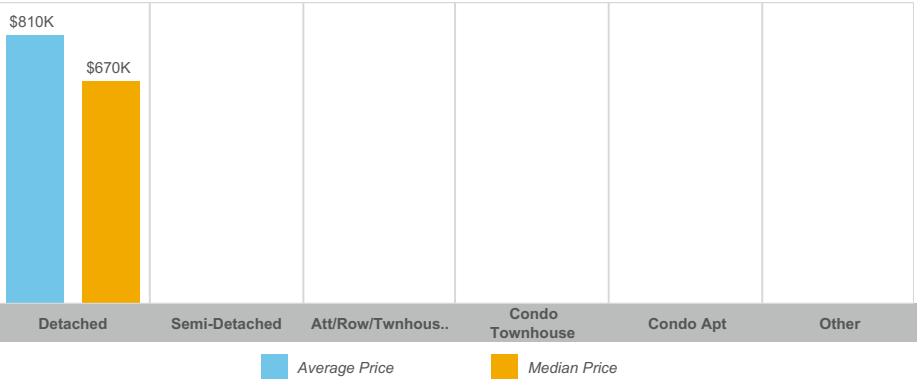 $810K
$670K
Detached
Semi-Detached
Att/Row/Twnhous..
Condo
Townhouse
Condo Apt
Other
Average Price
Median Price